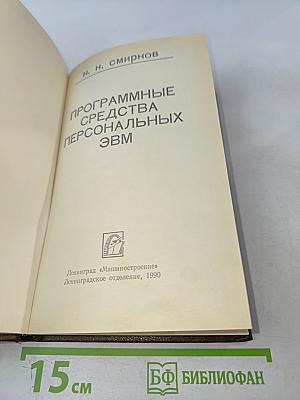 Н. Н. СМИРНОВ
ПРОГРАММНЫЕ
СРЕДСТВА
ПЕРСОНАЛЬНЫХ
ЭВМ
Ленинград «Машиностроение»
Ленинградское отделение, 1990
15 см
БФ БИБЛИОФАН